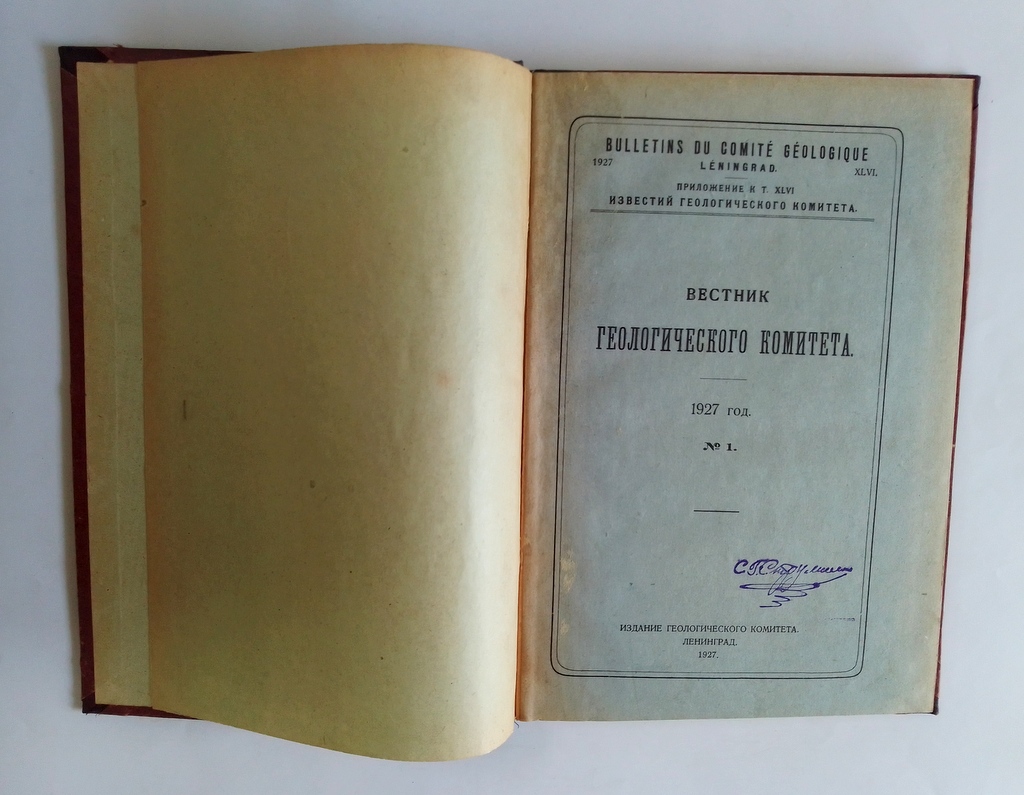 BULLETINS DU COMITÉ GÉOLOGIQUE
1927 LÉNINGRAD. XLVI.
ПРИЛОЖЕНИЕ К Т. XLVI
ИЗВЕСТИЙ ГЕОЛОГИЧЕСКОГО КОМИТЕТА.
ВЕСТНИК
ГЕОЛОГИЧЕСКОГО КОМИТЕТА.
1927 год.
№ 1.
ИЗДАНИЕ ГЕОЛОГИЧЕСКОГО КОМИТЕТА.
ЛЕНИНГРАД.
1927.